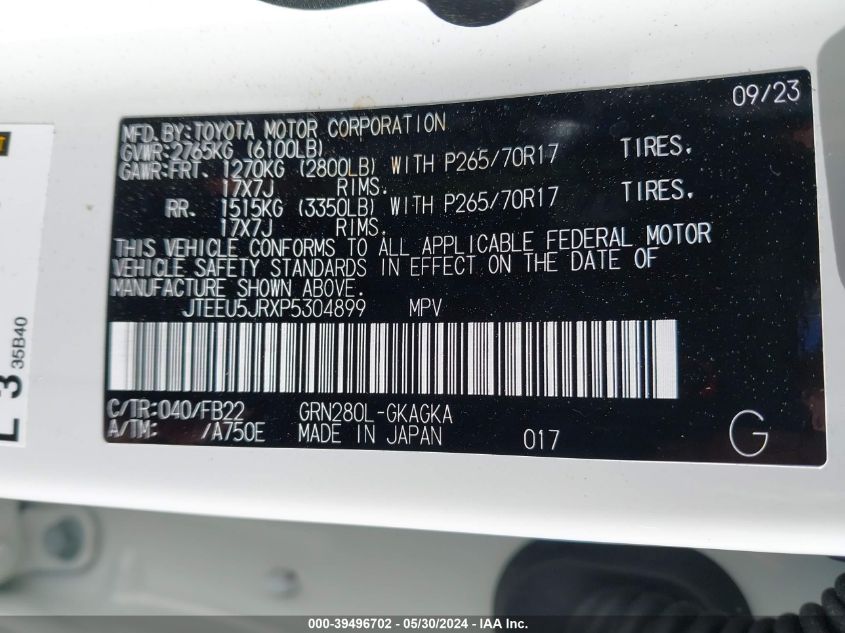 09/23
MFD. BY: TOYOTA MOTOR CORPORATION
GVWR: 2765KG (6100LB)
GAWR: FRT. 1270KG (2800LB) WITH P265/70R17 TIRES.
17X7J RIMS.
RR. 1515KG (3350LB) WITH P265/70R17 TIRES.
17X7J RIMS.
THIS VEHICLE CONFORMS TO ALL APPLICABLE FEDERAL MOTOR
VEHICLE SAFETY STANDARDS IN EFFECT ON THE DATE OF
MANUFACTURE SHOWN ABOVE.
JTEEU5JRXP5304899 MPV
C/TR: 040/FB22 GRN280L-GKAGKA
A/TM: /A750E MADE IN JAPAN 017 G
35B40
3
000-39496702 - 05/30/2024 - IAA Inc.